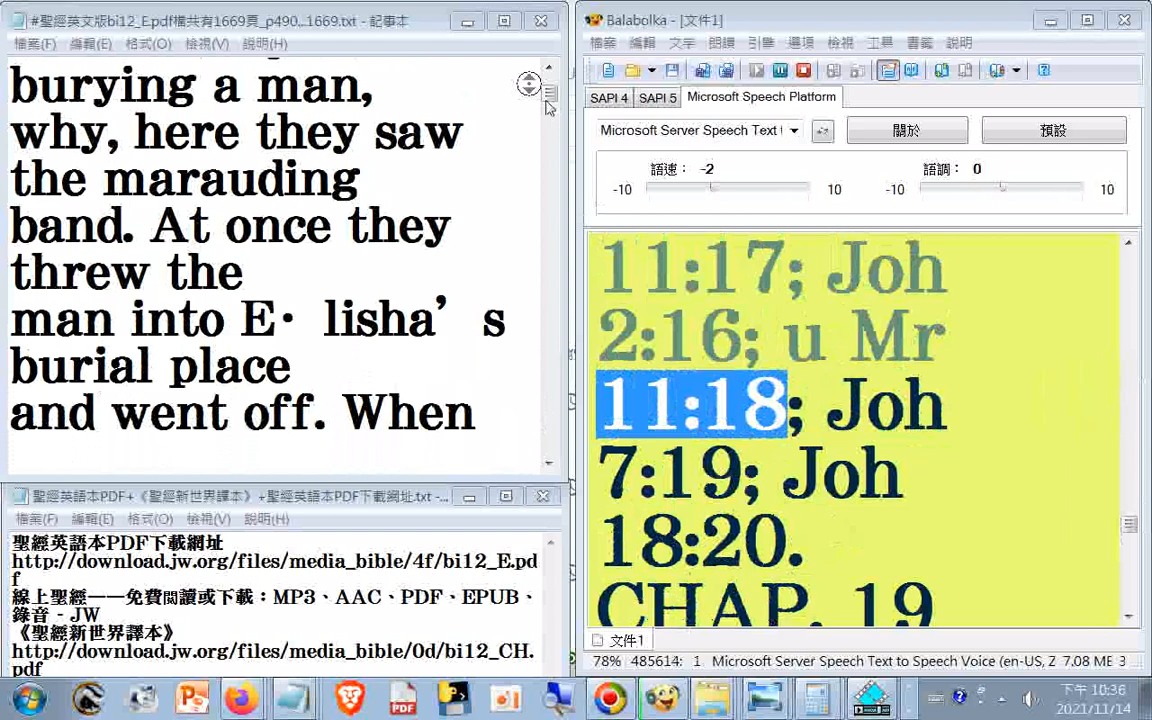 #聖經英文版bi12_E.pdf檔共有1669頁_p490,..1669.txt - 記事本
檔案(F) 編輯(E) 格式(O) 檢視(V) 說明(H)
burying a man,
why, here they saw
the marauding
band. At once they
threw the
man into E· lisha’s
burial place
and went off. When
聖經英語本PDF+《聖經新世界譯本》+聖經英語本PDF下載網址.txt -...
檔案(F) 編輯(E) 格式(O) 檢視(V) 說明(H)
聖經英語本PDF下載網址
http://download.jw.org/files/media_bible/4f/bi12_E.pd
f
線上聖經——免費閱讀或下載：MP3、AAC、PDF、EPUB、
錄音 - JW
《聖經新世界譯本》
http://download.jw.org/files/media_bible/0d/bi12_CH.
pdf
Balabolka - [文件1]
檔案 編輯 文字 朗讀 引擎 選項 檢視 工具 書籤 說明
SAPI 4 SAPI 5 Microsoft Speech Platform
Microsoft Server Speech Text 關於 預設
語速： -2 語調： 0
-10 10 -10 10
11:17; Joh
2:16; u Mr
11:18; Joh
7:19; Joh
18:20.
CHAP. 19
文件1
78% 485614: 1 Microsoft Server Speech Text to Speech Voice (en-US, Z 7.08 ME 3
PDF
下午 10:36
2021/11/14